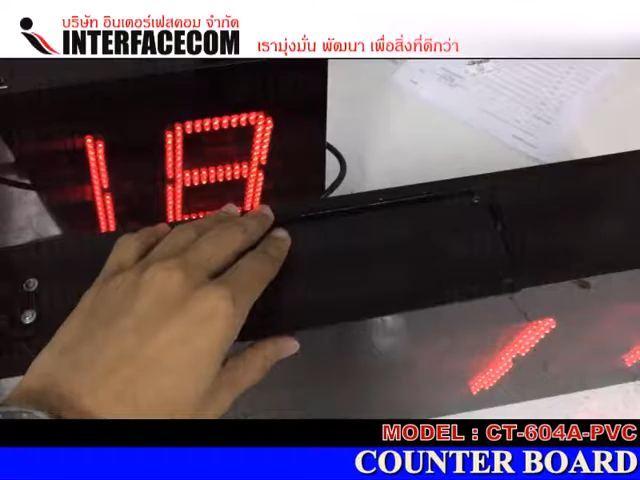 บริษัท อินเตอร์เฟสคอม จำกัด
INTERFACECOM
เรามุ่งมั่น พัฒนา เพื่อสิ่งที่ดีกว่า
18
MODEL : CT-604A-PVC
COUNTER BOARD